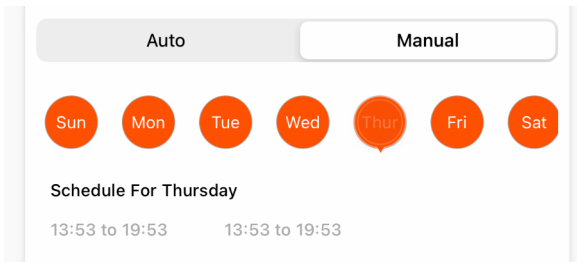 Auto Manual
Sun Mon Tue Wed Thur Fri Sat
Schedule For Thursday
13:53 to 19:53 13:53 to 19:53